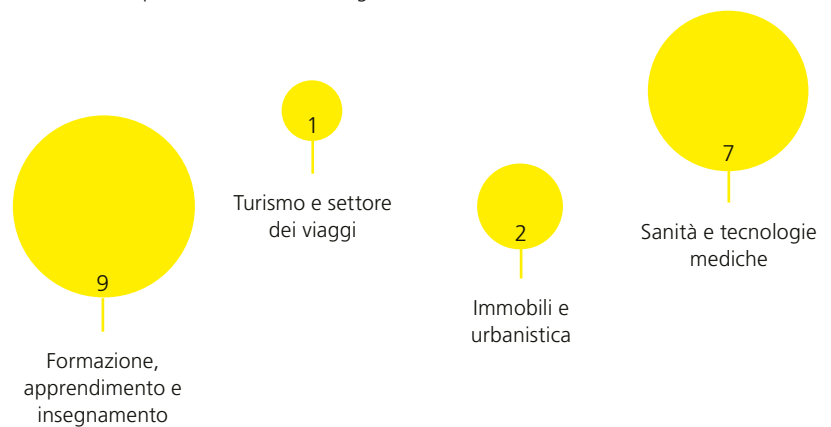 9
Formazione,
apprendimento e
insegnamento
1
Turismo e settore
dei viaggi
2
Immobili e
urbanistica
7
Sanità e tecnologie
mediche